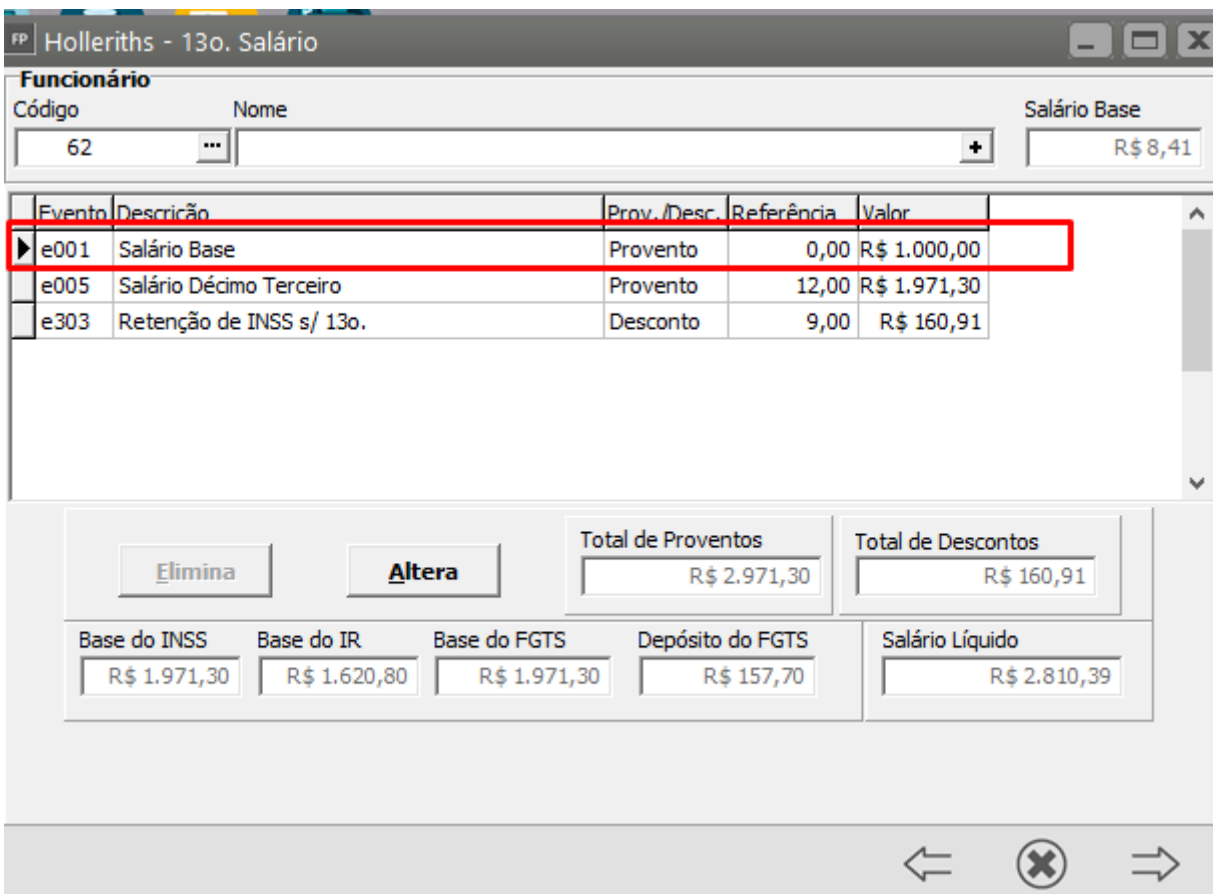 FP Holleriths - 13o. Salário
Funcionário
Código Nome Salário Base
62 ... + R$ 8,41
Evento Descrição Prov./Desc. Referência Valor
e001 Salário Base Provento 0,00 R$ 1.000,00
e005 Salário Décimo Terceiro Provento 12,00 R$ 1.971,30
e303 Retenção de INSS s/ 13o. Desconto 9,00 R$ 160,91
Total de Proventos Total de Descontos
Elimina Altera R$ 2.971,30 R$ 160,91
Base do INSS Base do IR Base do FGTS Depósito do FGTS Salário Líquido
R$ 1.971,30 R$ 1.620,80 R$ 1.971,30 R$ 157,70 R$ 2.810,39